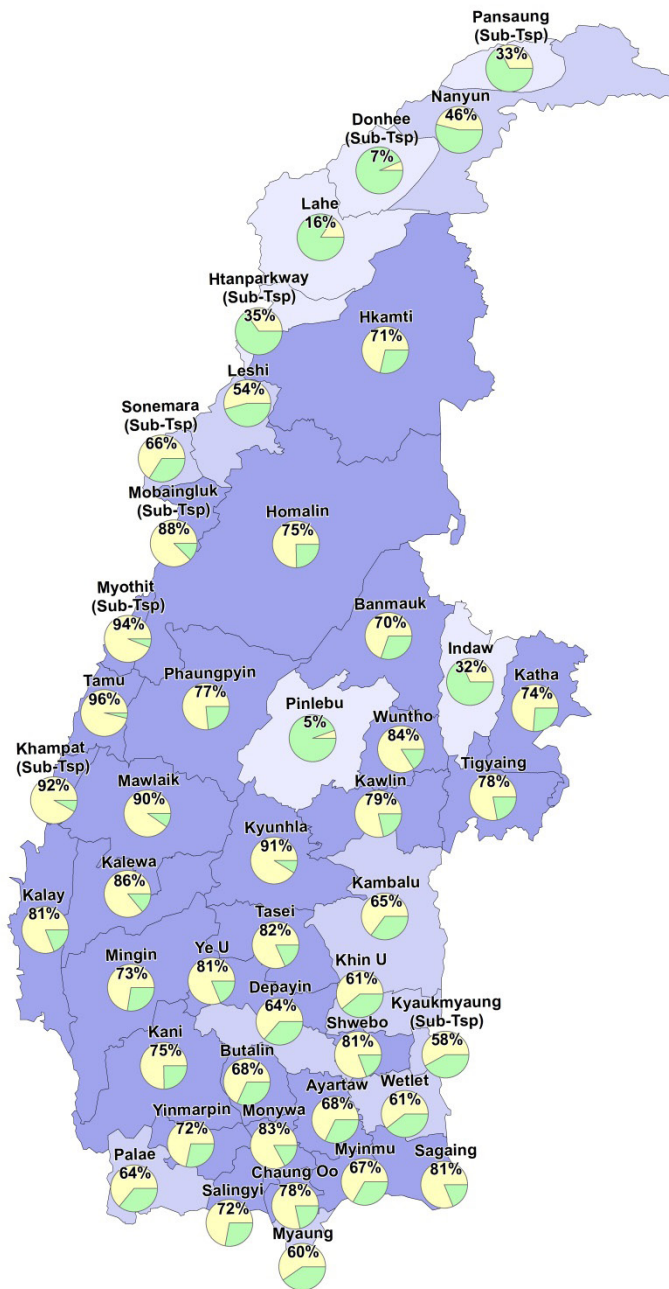 Pansaung
(Sub-Tsp)
33%
Nanyun
46%
Donhee
(Sub-Tsp)
7%
Lahe
16%
Htanparkway
(Sub-Tsp)
35%
Hkamti
71%
Leshi
54%
Sonemara
(Sub-Tsp)
66%
Mobaingluk
(Sub-Tsp)
88%
Homalin
75%
Myothit
(Sub-Tsp)
94%
Banmauk
70%
Indaw
32%
Katha
74%
Tamu
96%
Phaungpyin
77%
Pinlebu
5%
Wuntho
84%
Khampat
(Sub-Tsp)
92%
Mawlaik
90%
Kawlin
79%
Tigyaing
78%
Kyunhla
91%
Kalewa
86%
Kambalu
65%
Kalay
81%
Tasei
82%
Mingin
73%
Ye U
81%
Khin U
61%
Depayin
64%
Kyaukmyaung
(Sub-Tsp)
58%
Shwebo
81%
Kani
75%
Butalin
68%
Ayartaw
68%
Wetlet
61%
Yinmarpin
72%
Monywa
83%
Palae
64%
Myinmu
67%
Sagaing
81%
Chaung Oo
78%
Salingyi
72%
Myaung
60%